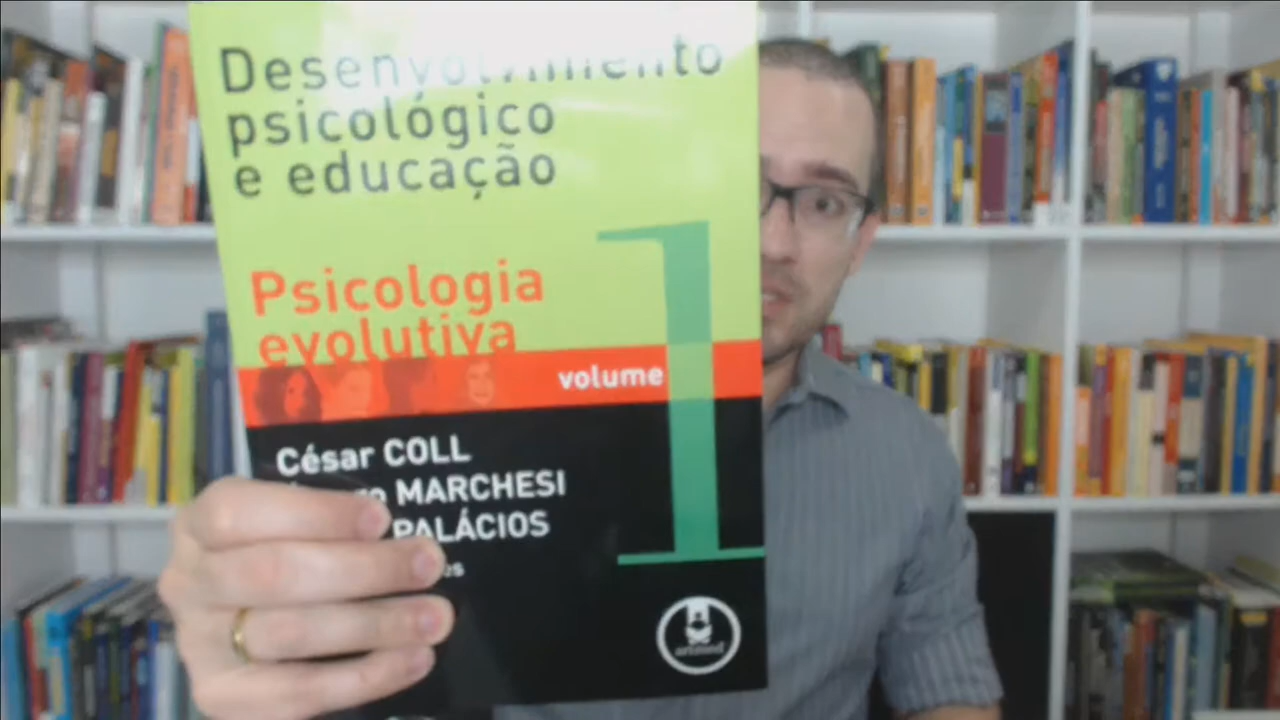 Desenvolvimento
psicológico
e educação
1
Psicologia
evolutiva
volume
César COLL
MARCHESI
PALÁCIOS
artmed